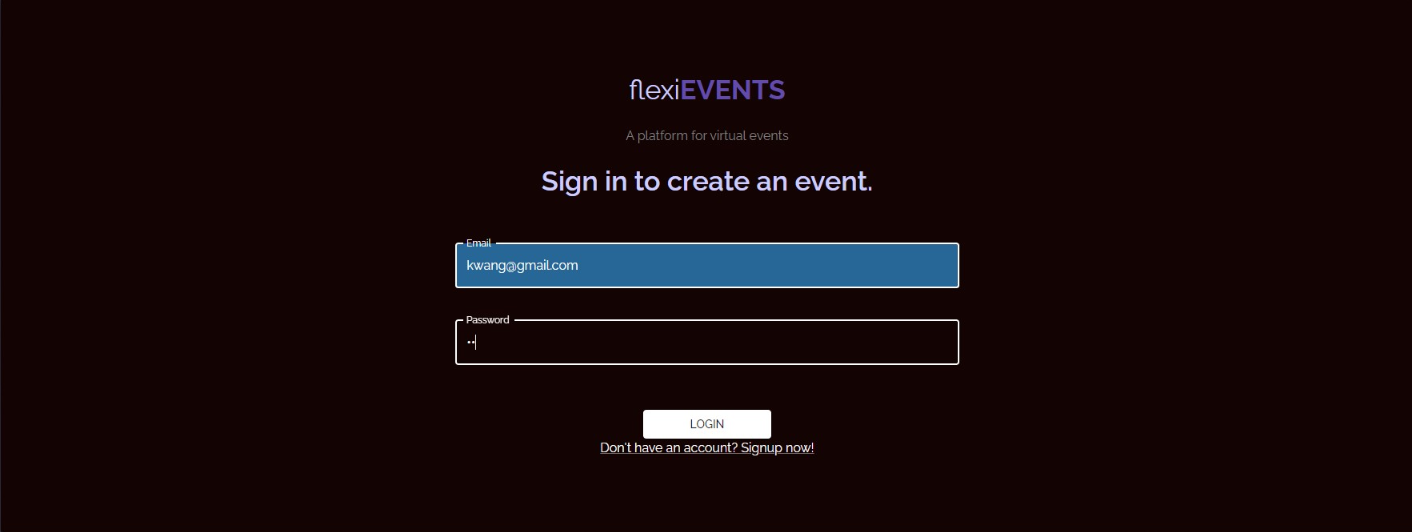 flexiEVENTS
A platform for virtual events
Sign in to create an event.
Email
kwang@gmail.com
Password
••
LOGIN
Don't have an account? Signup now!